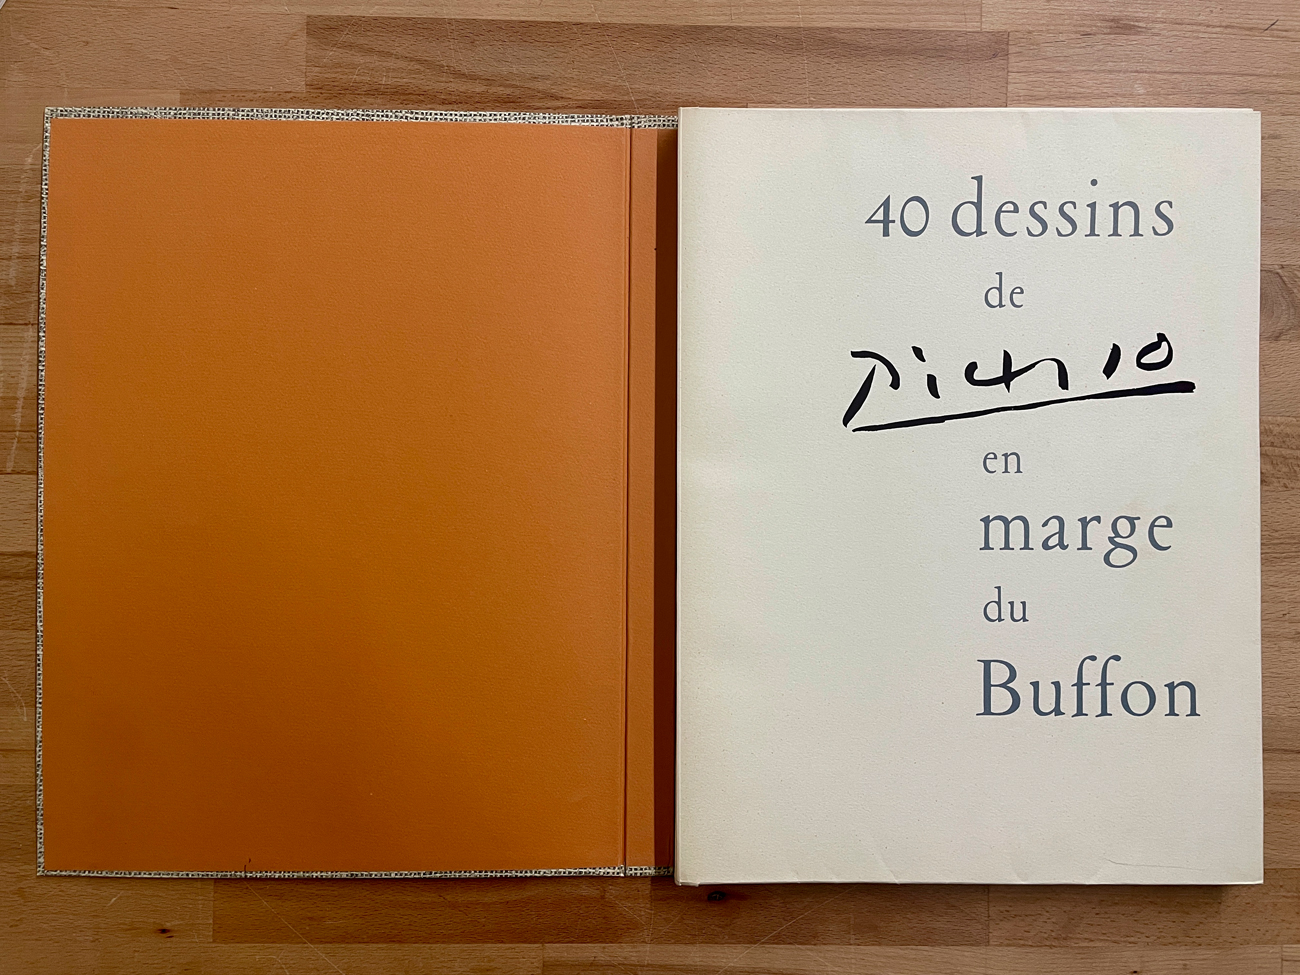 40 dessins
de
Picasso
en
marge
du
Buffon